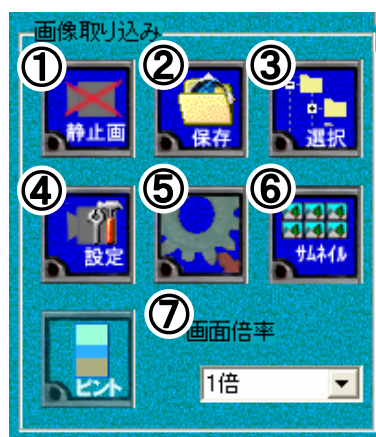 画像取り込み
① ② ③
静止画 保存 選択
④ ⑤ ⑥
設定 サムネイル
⑦
画面倍率
ピント 1倍